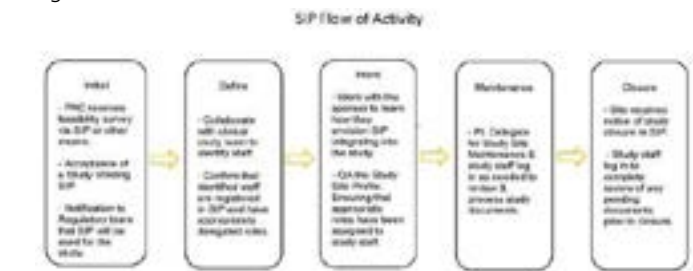 SIP Flow of Activity
Initial
- PNC receives
feasibility survey
via SIP or other
means.
- Acceptance of
a Study utilizing
SIP
- Notification to
Regulatory team
that SIP will be
used for the
study.
Define
- Collaborate
with clinical
study team to
identify staff.
- Confirm that
identified staff
are registered
in SIP and have
appropriate
delegated roles.
- Work with the
sponsor to learn
how they
envision SIP
integrating into
the study.
- QA the Study
Site Profile.
Ensuring that
appropriate
roles have been
assigned to
study staff.
Maintenance
- PI, Delegate
for Study Site
Maintenance &
study staff log
in as needed to
review &
process study
documents.
Closure
- Site receives
notice of study
closure in SIP.
- Study staff
log in to
complete
review of any
pending
documents
prior to closure.